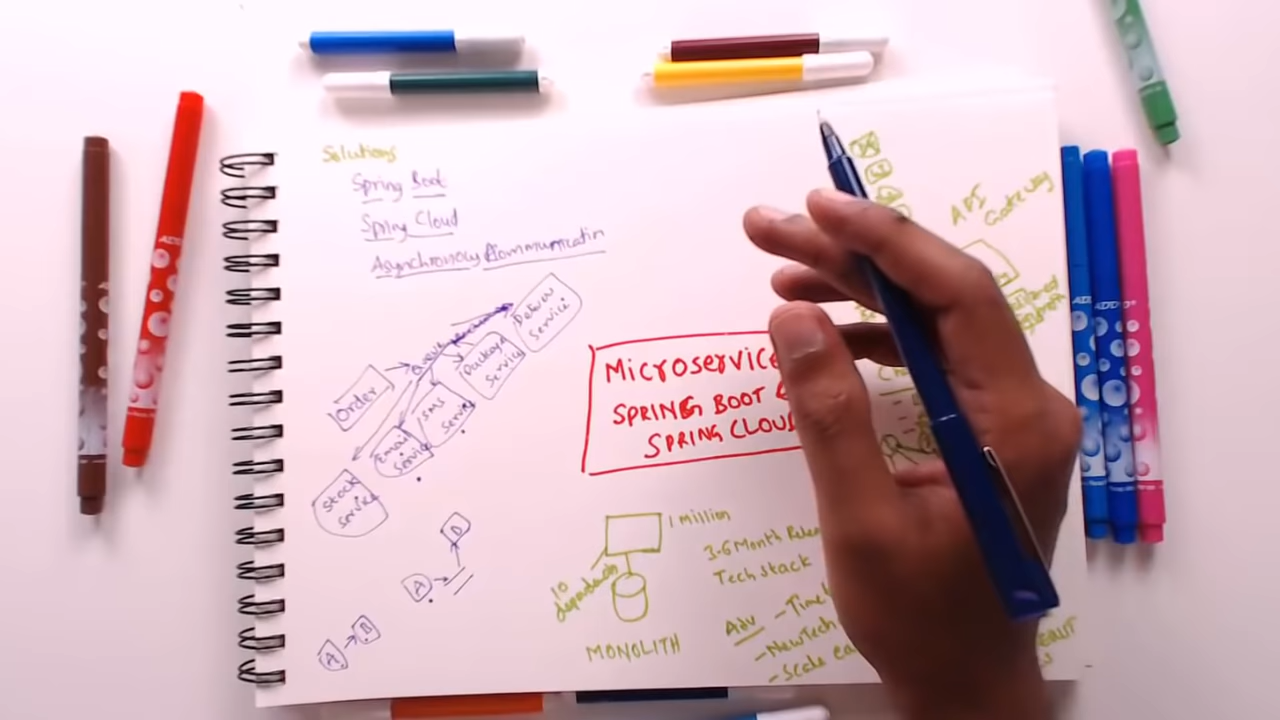 Solutions
Spring Boot
Spring Cloud
Asynchronous Communication
Order
Queue
Deliver
Service
Package
Service
SMS
Service
Email
Service
Stock
Service
D
A
A
B
Microservice
SPRING BOOT
SPRING CLOUD
API
Gateway
1 million
3-6 Month Relea
Tech Stack
10
MONOLITH
Adv
- Time
- New Tech
- Scale ea